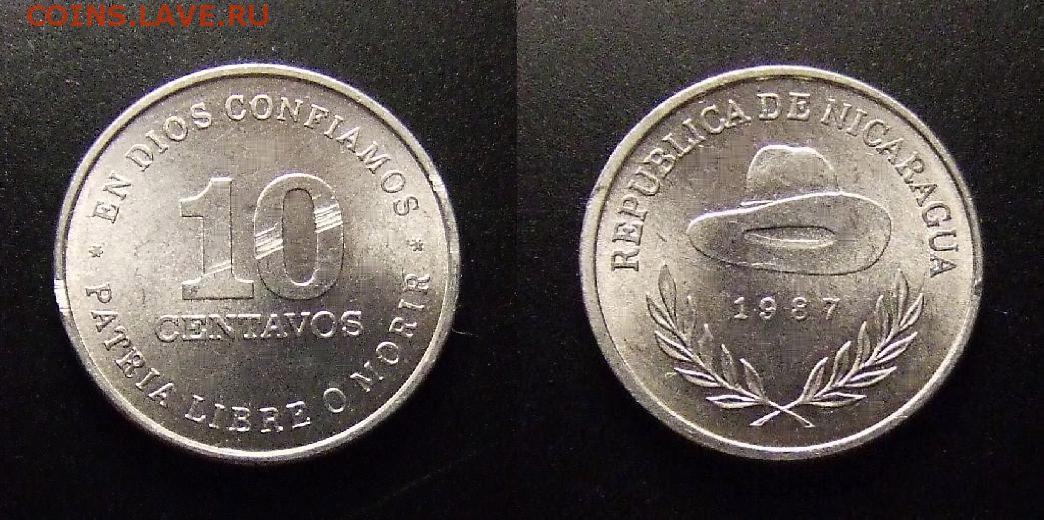 COINS.LAVE.RU
EN DIOS CONFIAMOS
10
CENTAVOS
* PATRIA LIBRE O MORIR *
REPUBLICA DE NICARAGUA
1987